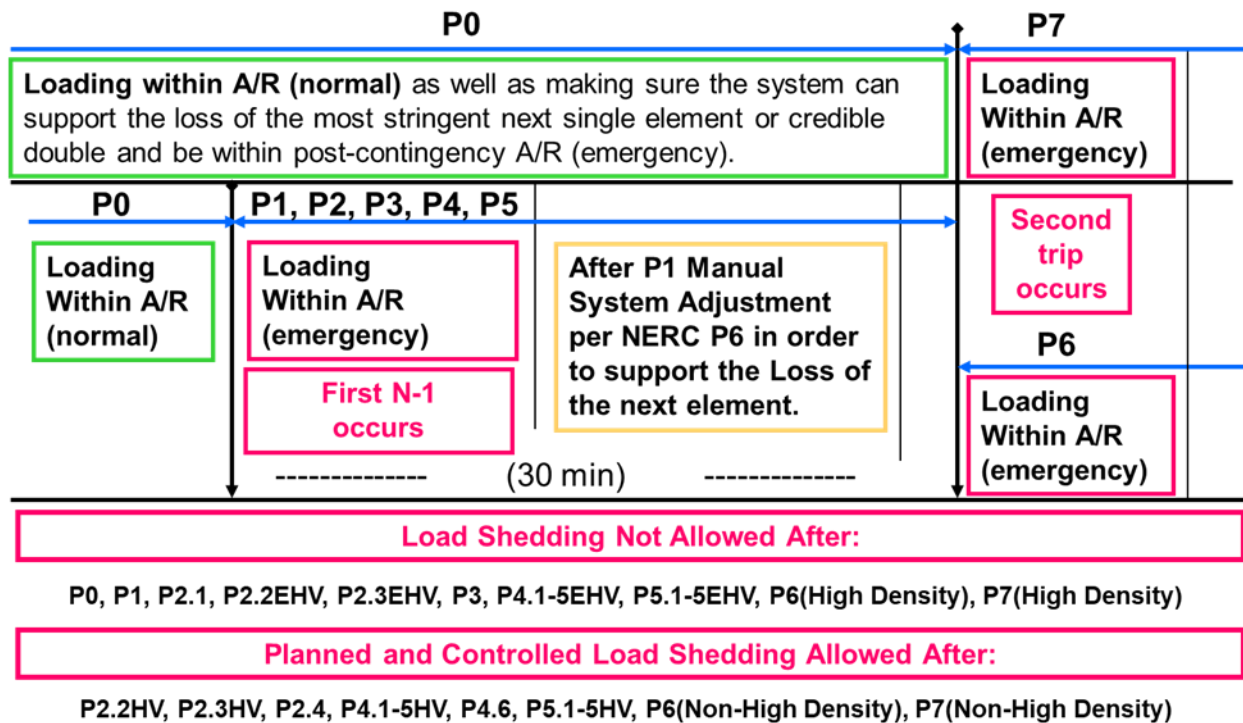 P0
P7
Loading within A/R (normal) as well as making sure the system can
support the loss of the most stringent next single element or credible
double and be within post-contingency A/R (emergency).
Loading
Within A/R
(emergency)
P0
P1, P2, P3, P4, P5
Loading
Within A/R
(normal)
Loading
Within A/R
(emergency)
First N-1
occurs
After P1 Manual
System Adjustment
per NERC P6 in order
to support the Loss of
the next element.
Second
trip
occurs
P6
Loading
Within A/R
(emergency)
-------------- (30 min) --------------
Load Shedding Not Allowed After:
P0, P1, P2.1, P2.2EHV, P2.3EHV, P3, P4.1-5EHV, P5.1-5EHV, P6(High Density), P7(High Density)
Planned and Controlled Load Shedding Allowed After:
P2.2HV, P2.3HV, P2.4, P4.1-5HV, P4.6, P5.1-5HV, P6(Non-High Density), P7(Non-High Density)